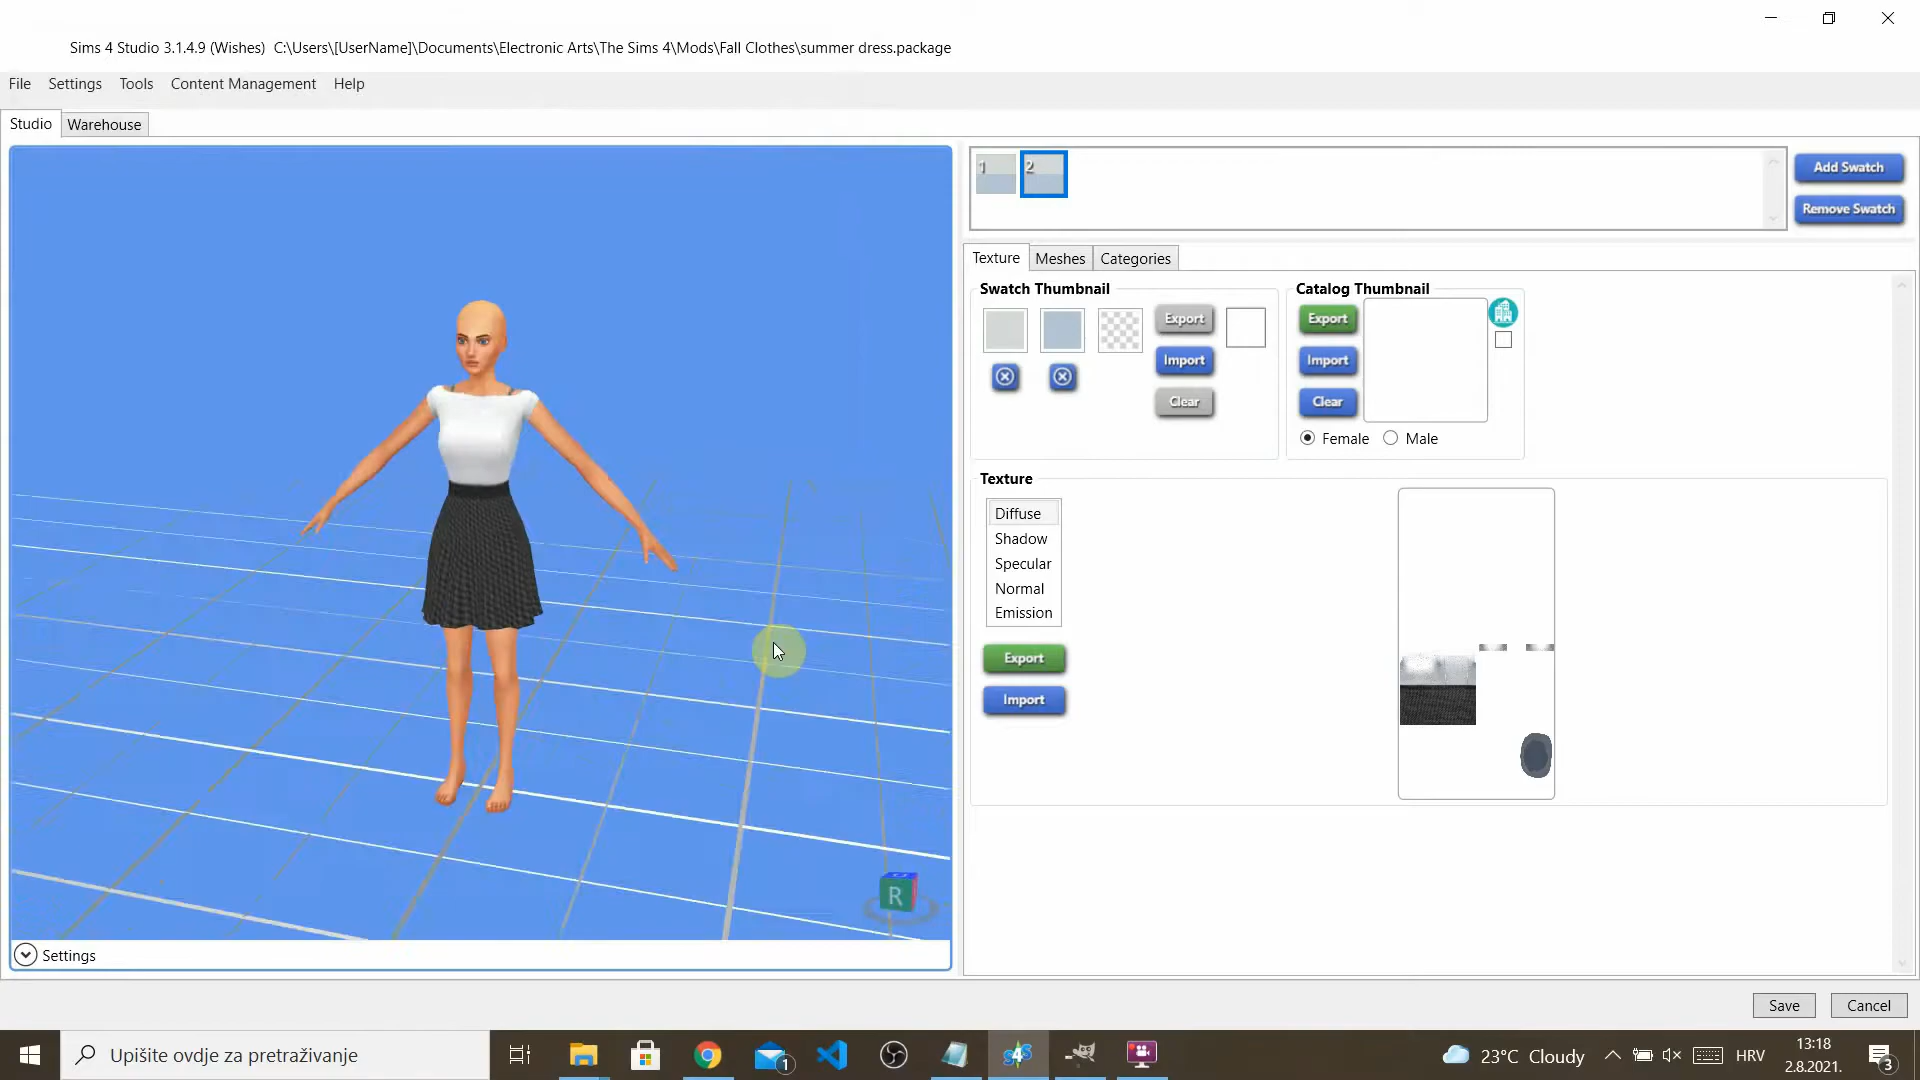 Sims 4 Studio 3.1.4.9 (Wishes) C:\Users\[UserName]\Documents\Electronic Arts\The Sims 4\Mods\Fall Clothes\summer dress.package
File Settings Tools Content Management Help
Studio Warehouse
1 2
Add Swatch
Remove Swatch
Texture Meshes Categories
Swatch Thumbnail
Export
Import
Clear
Catalog Thumbnail
Export
Import
Clear
Female Male
Texture
Diffuse
Shadow
Specular
Normal
Emission
Export
Import
R
Settings
Save Cancel
Upišite ovdje za pretraživanje
1
S4
23°C Cloudy
HRV
13:18
2.8.2021.
3